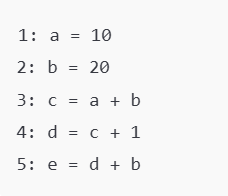 1: a = 10
2: b = 20
3: c = a + b
4: d = c + 1
5: e = d + b